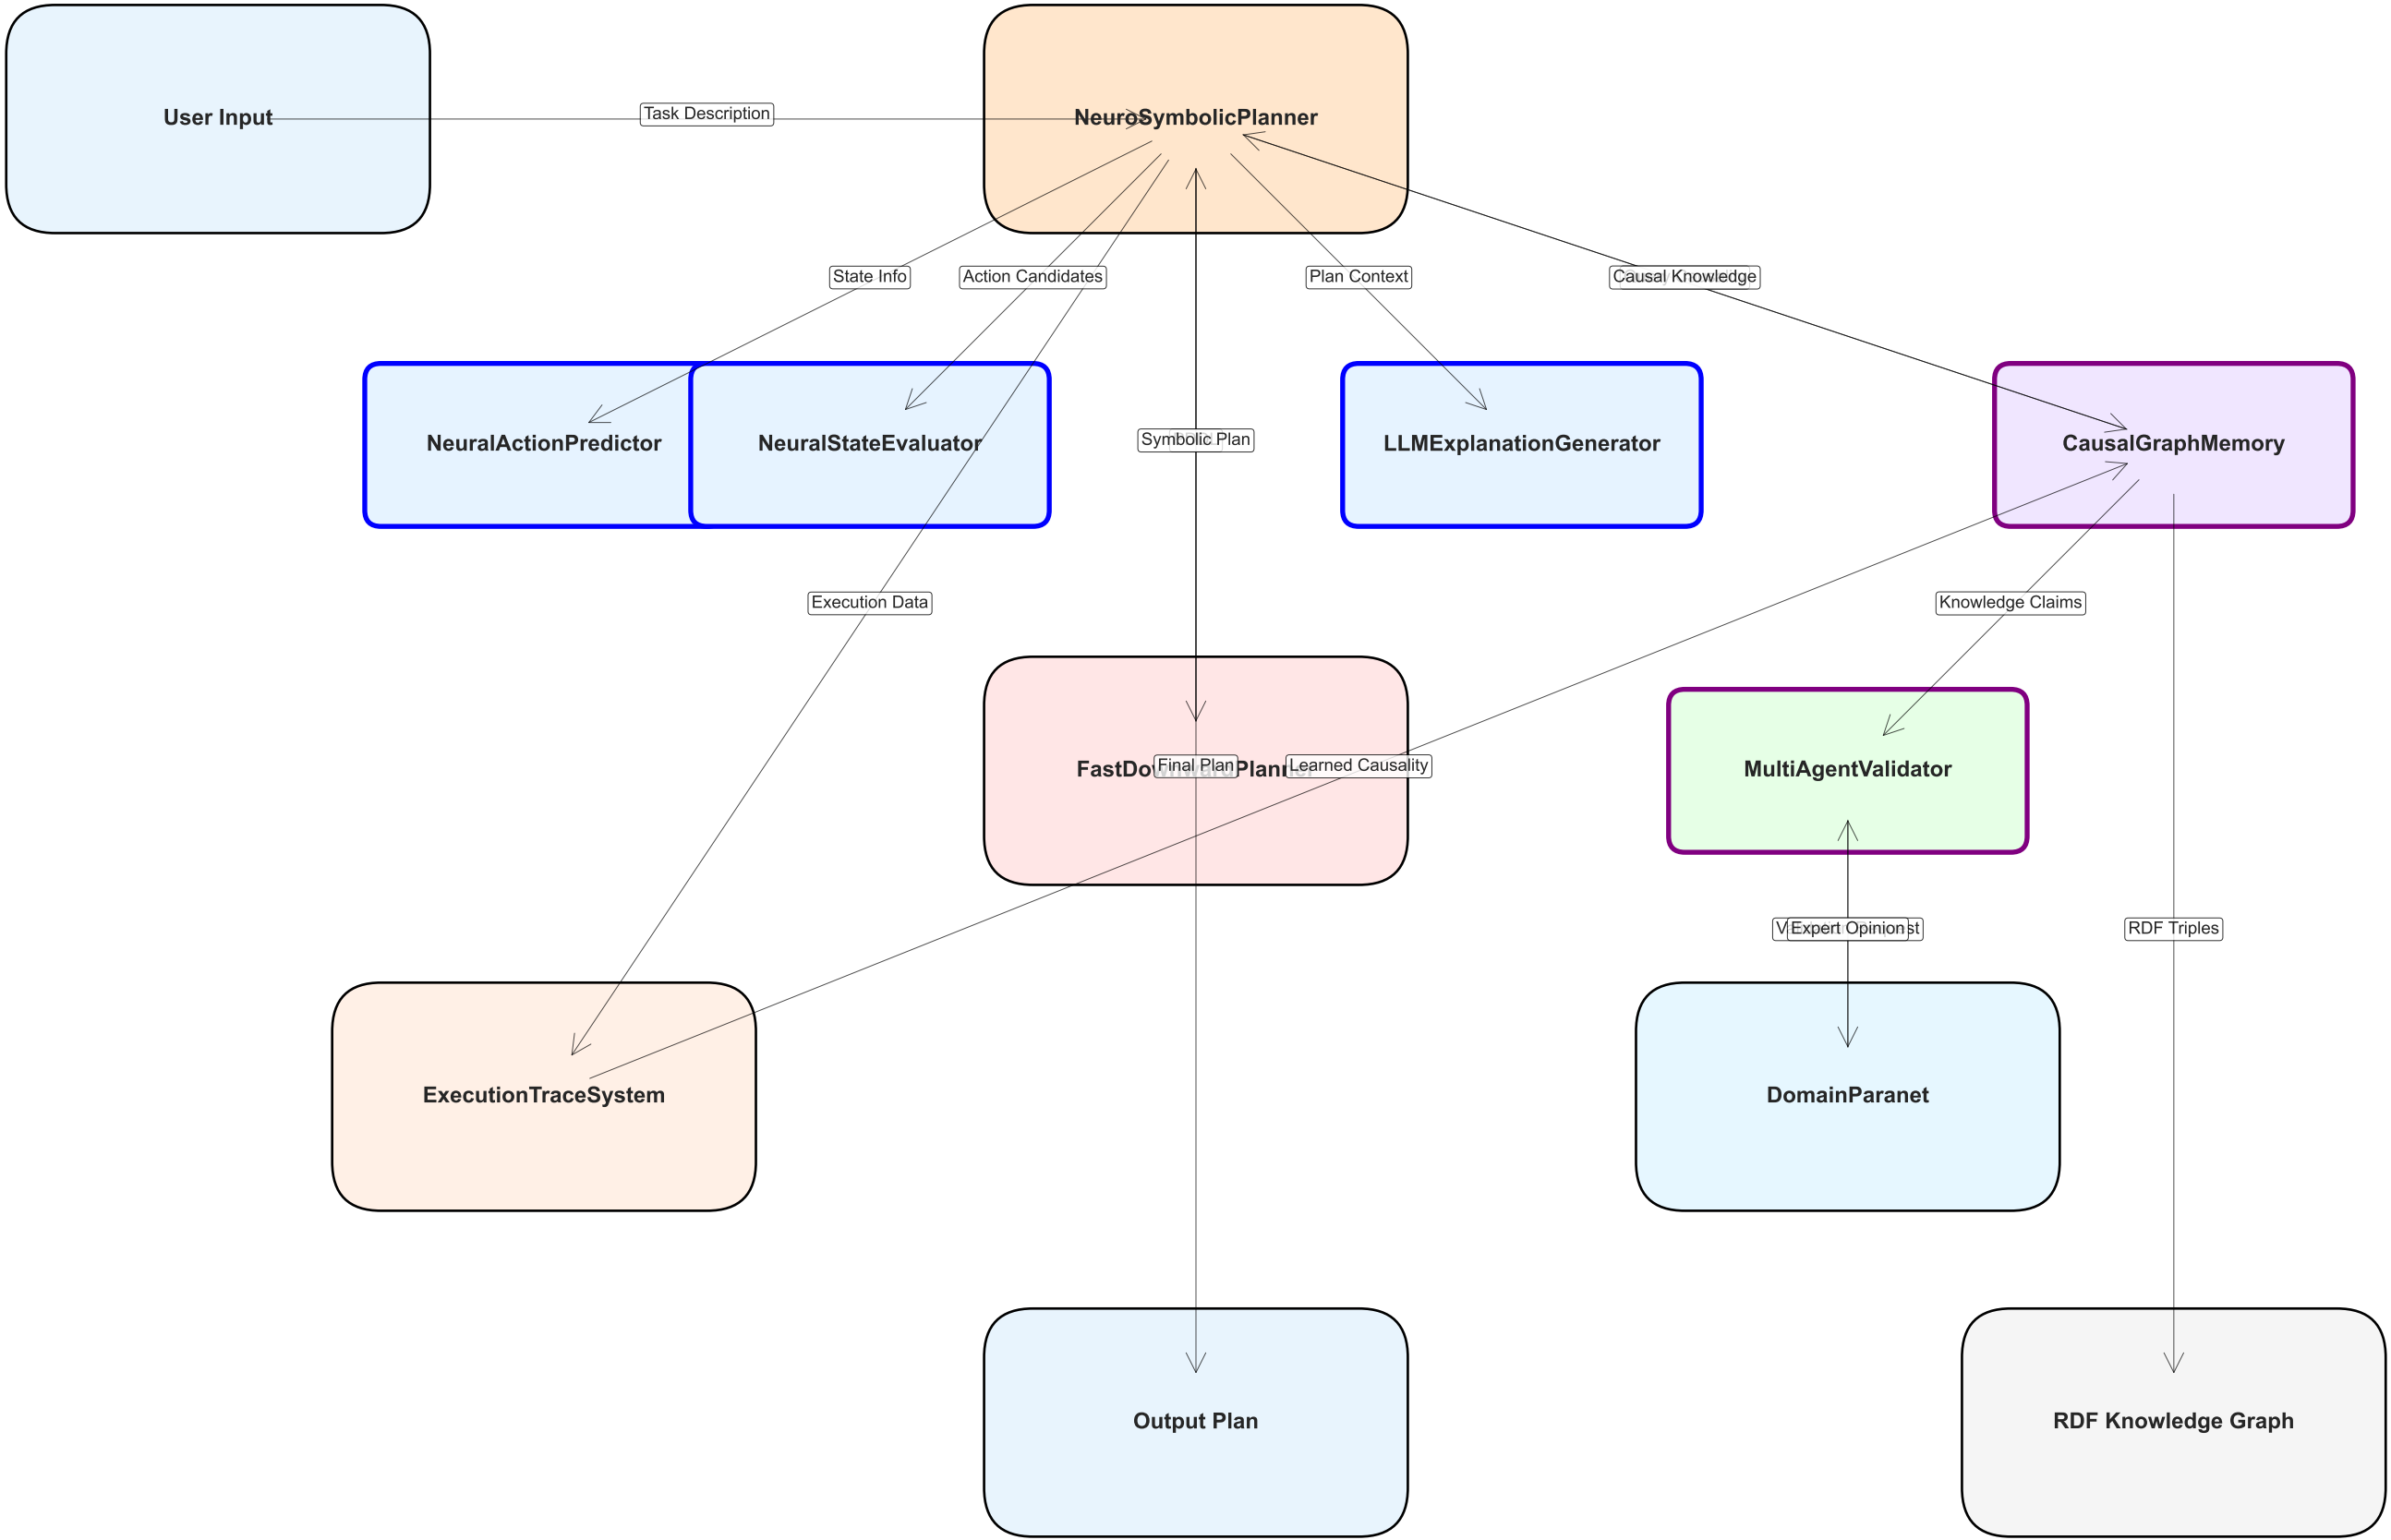 User Input
Task Description
NeuroSymbolicPlanner
State Info
Action Candidates
Plan Context
Causal Knowledge
NeuralActionPredictor
NeuralStateEvaluator
Symbolic Plan
LLMExplanationGenerator
CausalGraphMemory
Execution Data
Knowledge Claims
FastDownwardPlanner
Final Plan
Learned Causality
MultiAgentValidator
Expert Opinion
RDF Triples
ExecutionTraceSystem
DomainParanet
Output Plan
RDF Knowledge Graph